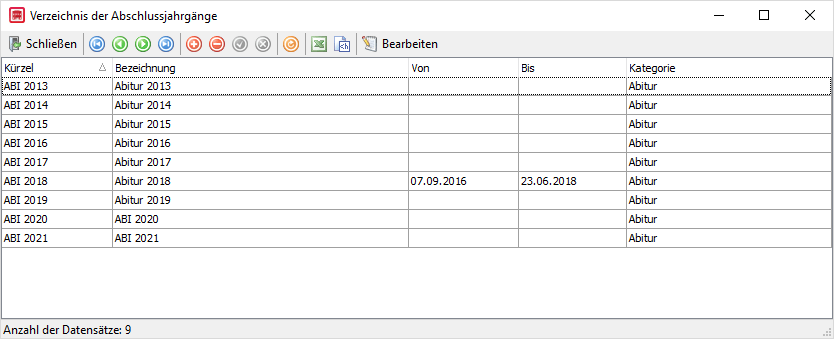 Verzeichnis der Abschlussjahrgänge
Schließen Bearbeiten
Kürzel Bezeichnung Von Bis Kategorie
ABI 2013 Abitur 2013 Abitur
ABI 2014 Abitur 2014 Abitur
ABI 2015 Abitur 2015 Abitur
ABI 2016 Abitur 2016 Abitur
ABI 2017 Abitur 2017 Abitur
ABI 2018 Abitur 2018 07.09.2016 23.06.2018 Abitur
ABI 2019 Abitur 2019 Abitur
ABI 2020 ABI 2020 Abitur
ABI 2021 ABI 2021 Abitur
Anzahl der Datensätze: 9